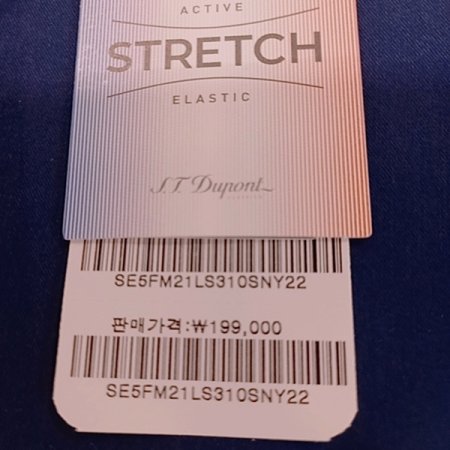 ACTIVE
STRETCH
ELASTIC
S.T. Dupont
SE5FM21LS310SNY22
판매가격:₩199,000
SE5FM21LS310SNY22